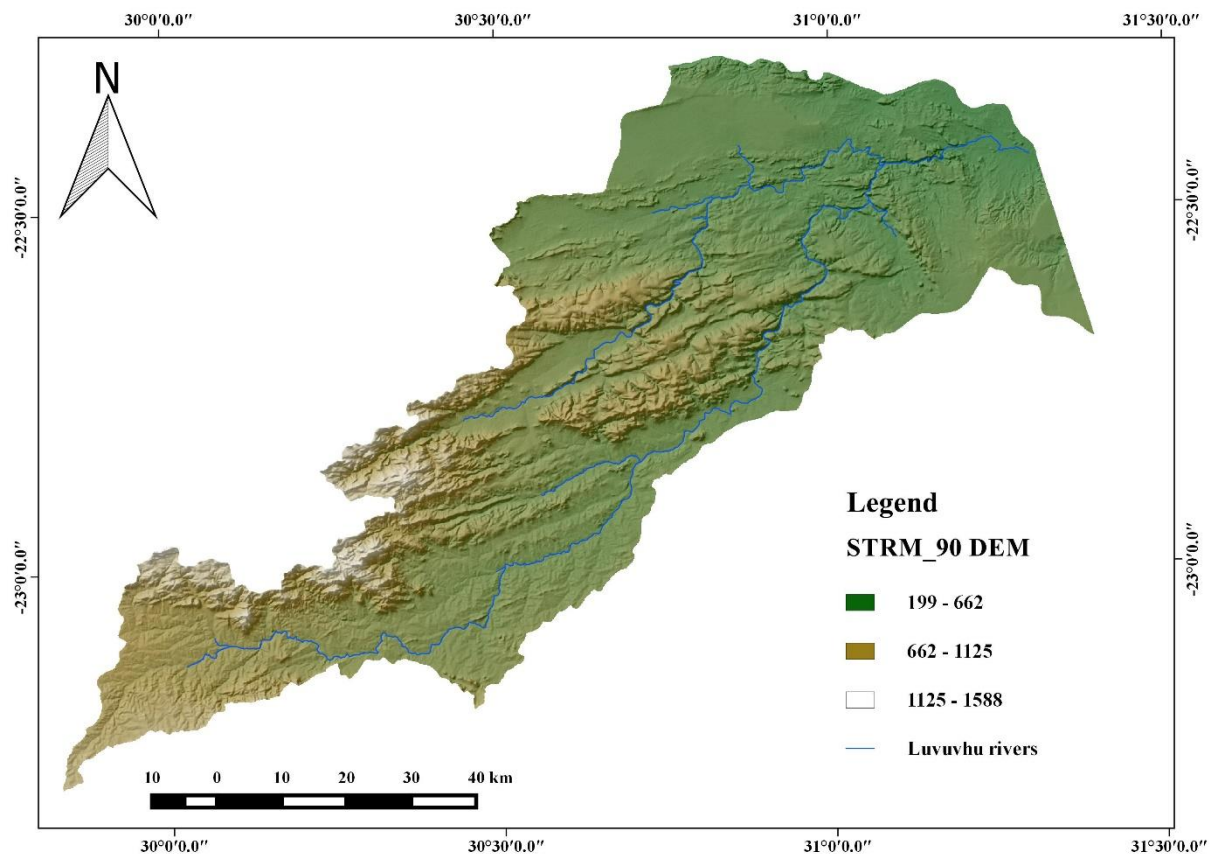 30°0'0.0" 30°30'0.0" 31°0'0.0" 31°30'0.0"
N
-22°30'0.0" -22°30'0.0"
Legend
STRM_90 DEM
199 - 662
-23°0'0.0" -23°0'0.0"
662 - 1125
1125 - 1588
Luvuvhu rivers
10 0 10 20 30 40 km
30°0'0.0" 30°30'0.0" 31°0'0.0" 31°30'0.0"